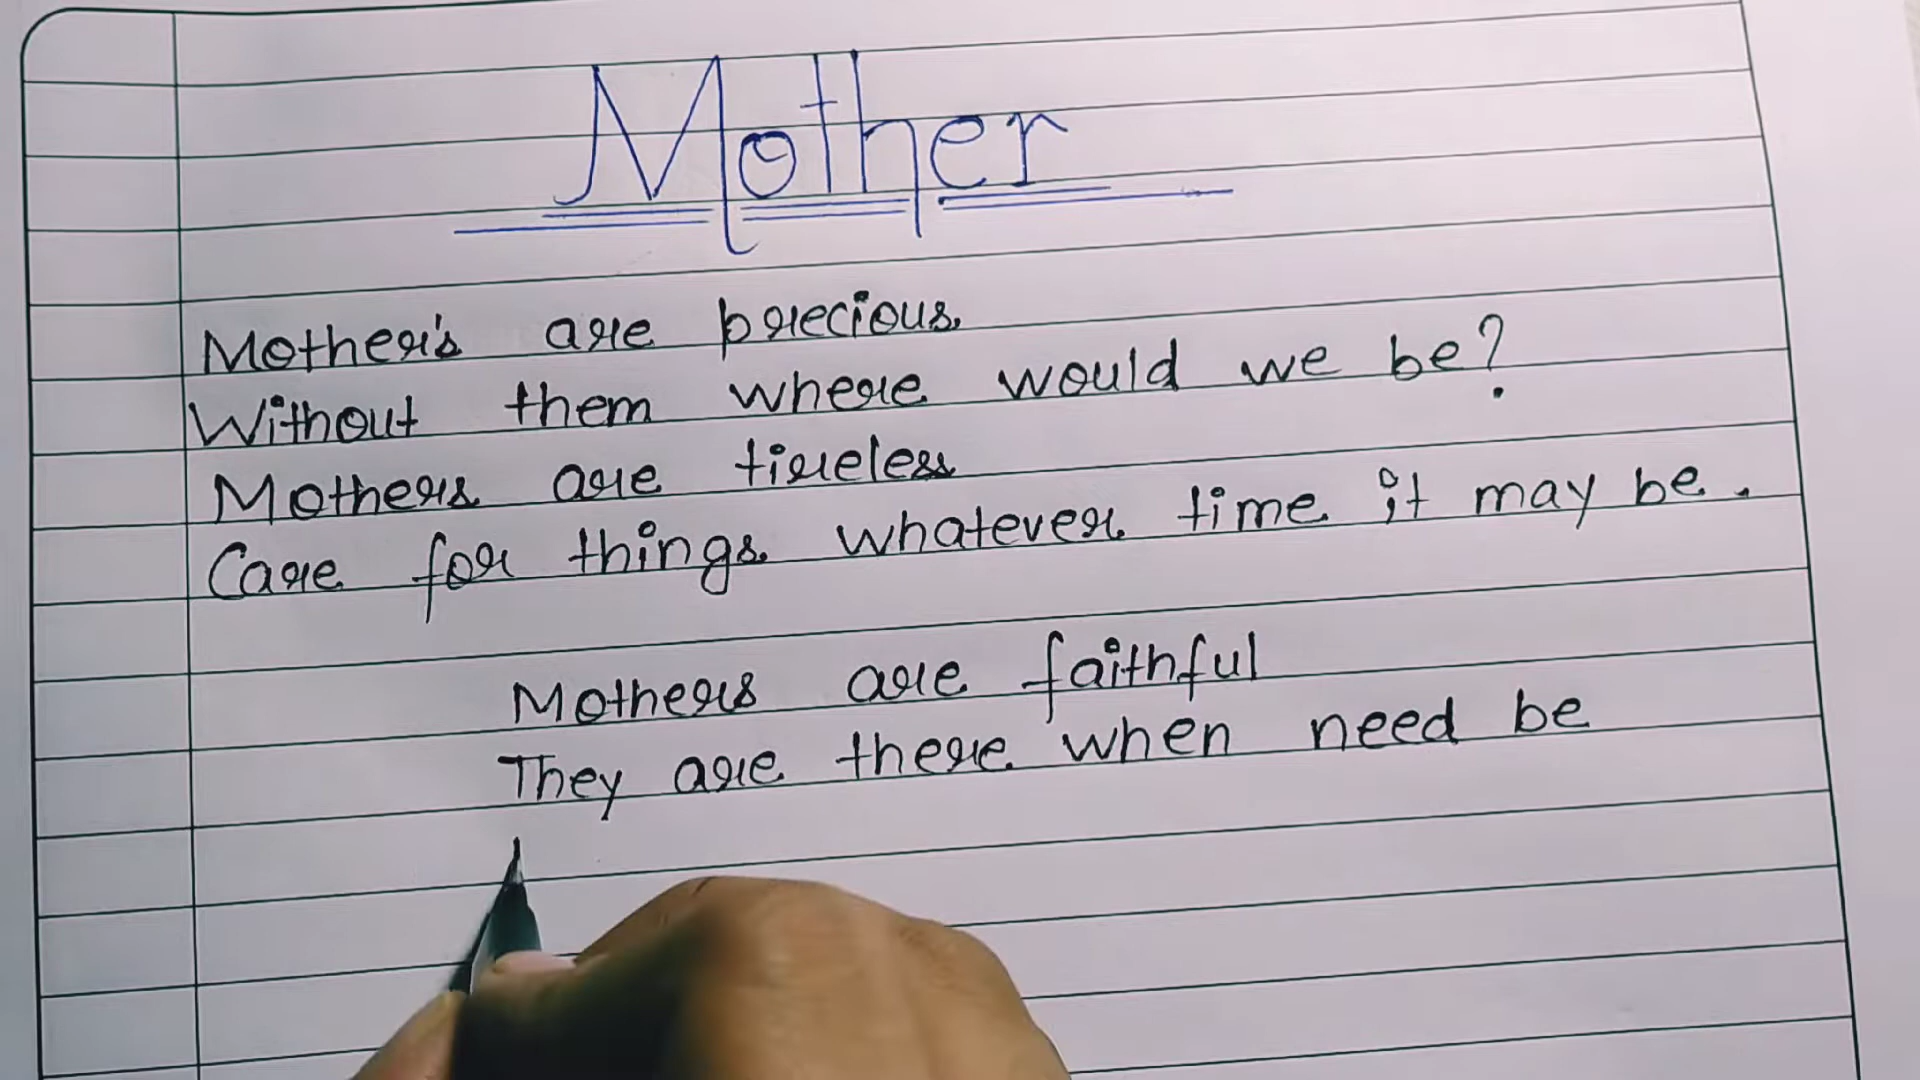 Mother
Mother's are precious
Without them where would we be?
Mothers are tireless
Care for things whatever time it may be.
Mothers are faithful
They are there when need be